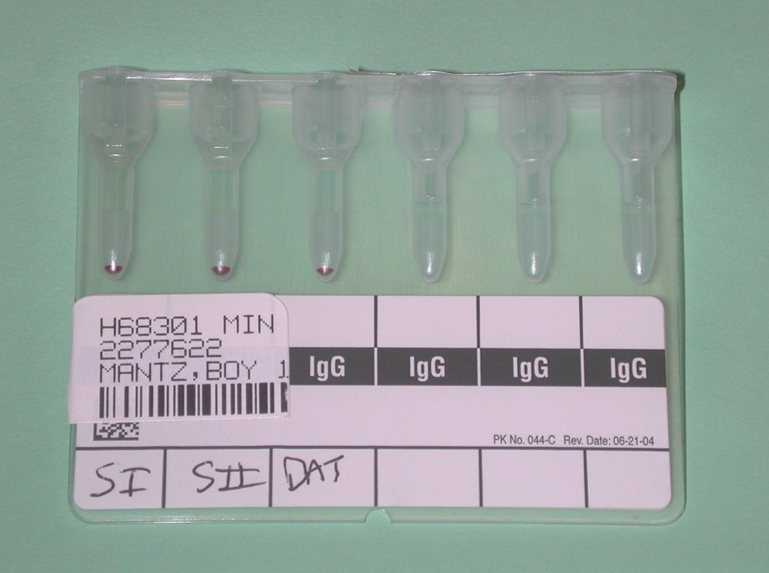 H68301 MIN
2277622
MANTZ,BOY 1
IgG IgG IgG IgG
PK No. 044-C Rev. Date: 06-21-04
SI SII DAT